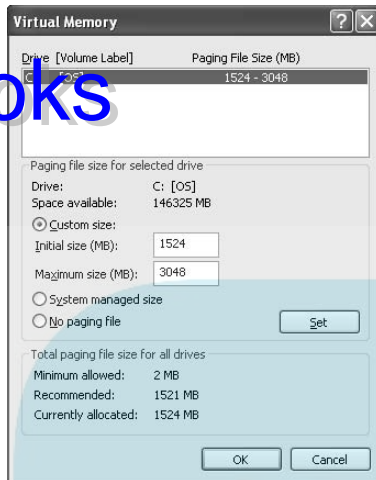 Virtual Memory
Drive [Volume Label] Paging File Size (MB)
C: [OS] 1524 - 3048
oks
Paging file size for selected drive
Drive: C: [OS]
Space available: 146325 MB
Custom size:
Initial size (MB): 1524
Maximum size (MB): 3048
System managed size
No paging file
Set
Total paging file size for all drives
Minimum allowed: 2 MB
Recommended: 1521 MB
Currently allocated: 1524 MB
OK Cancel